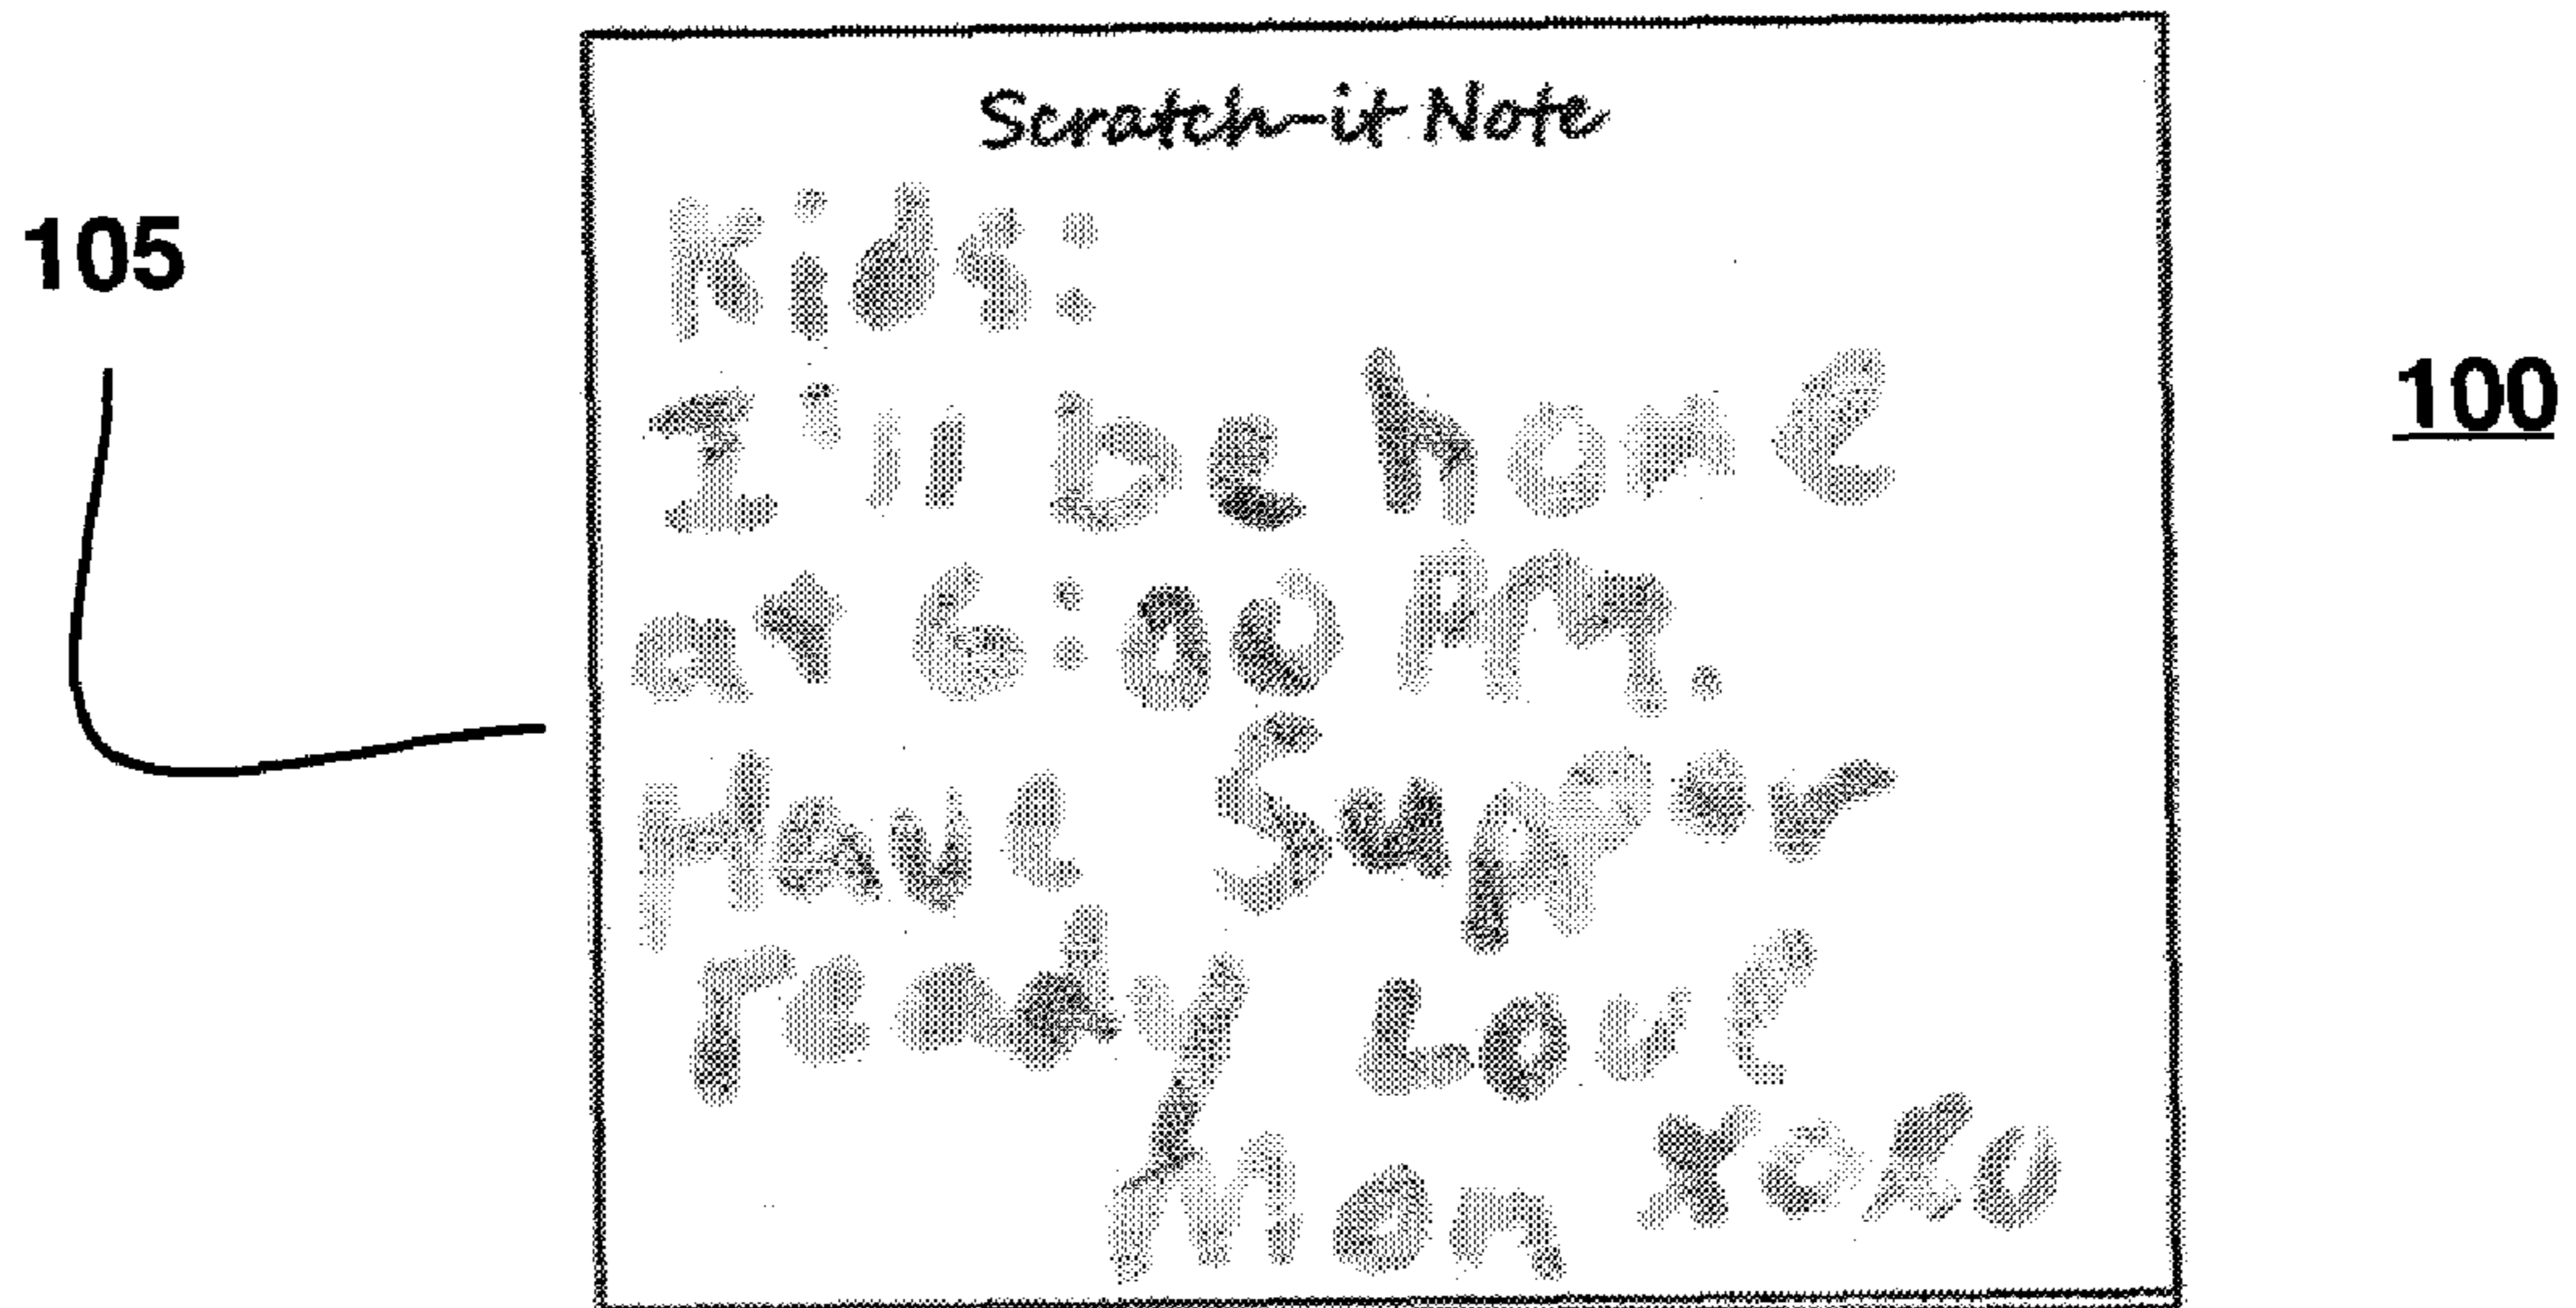 Scratch-it Note
105
Kids:
100
I'll be home
at 6:00 PM.
Have Supper
ready Love
Mom XOXO